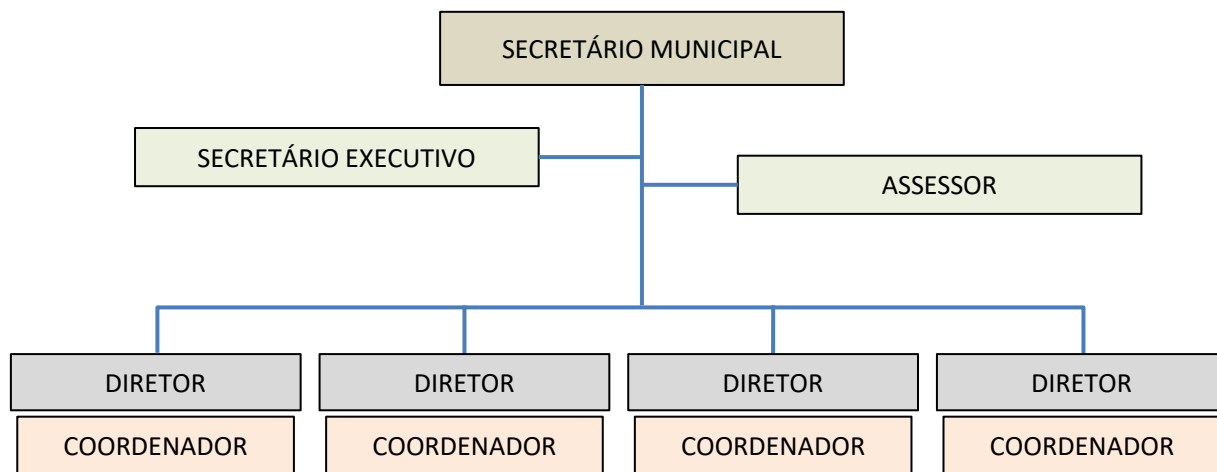 SECRETÁRIO MUNICIPAL
SECRETÁRIO EXECUTIVO
ASSESSOR
DIRETOR
DIRETOR
DIRETOR
DIRETOR
COORDENADOR
COORDENADOR
COORDENADOR
COORDENADOR